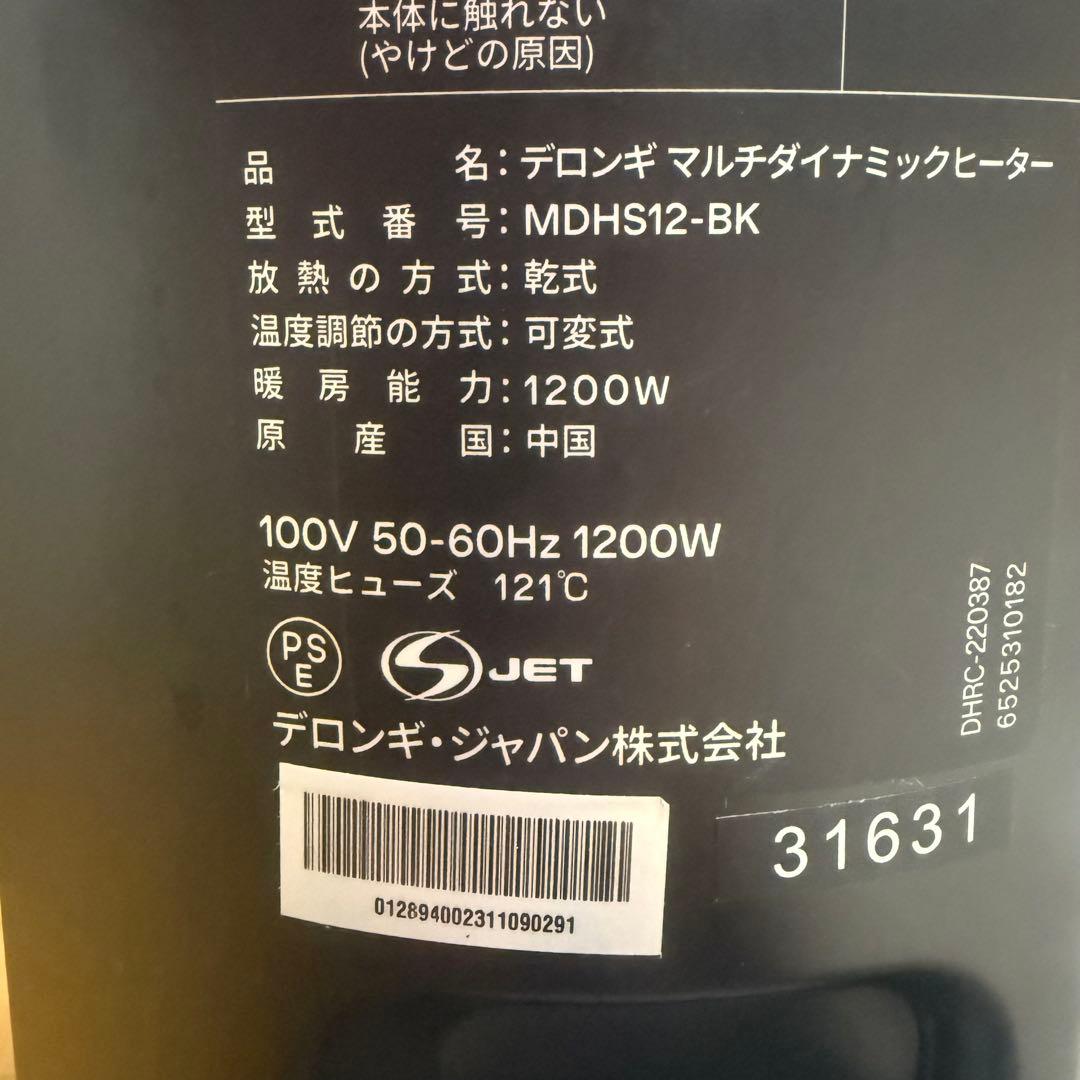 本体に触れない
(やけどの原因)
品名：デロンギ マルチダイナミックヒーター
型式番号：MDHS12-BK
放熱の方式：乾式
温度調節の方式：可変式
暖房能力：1200W
原産国：中国
100V 50-60Hz 1200W
温度ヒューズ 121℃
PSE
JET
デロンギ・ジャパン株式会社
DHRC-220387
6525310182
012894002311090291
31631